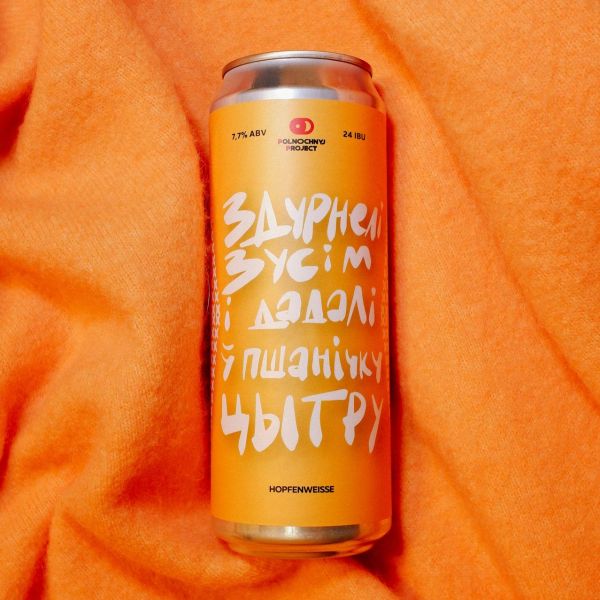 7,7% ABV
POLNOCHNYJ
PROJECT
24 IBU
Здурнелі
зусім
і дадалі
ў пшанічку
цытру
HOPFENWEISSE